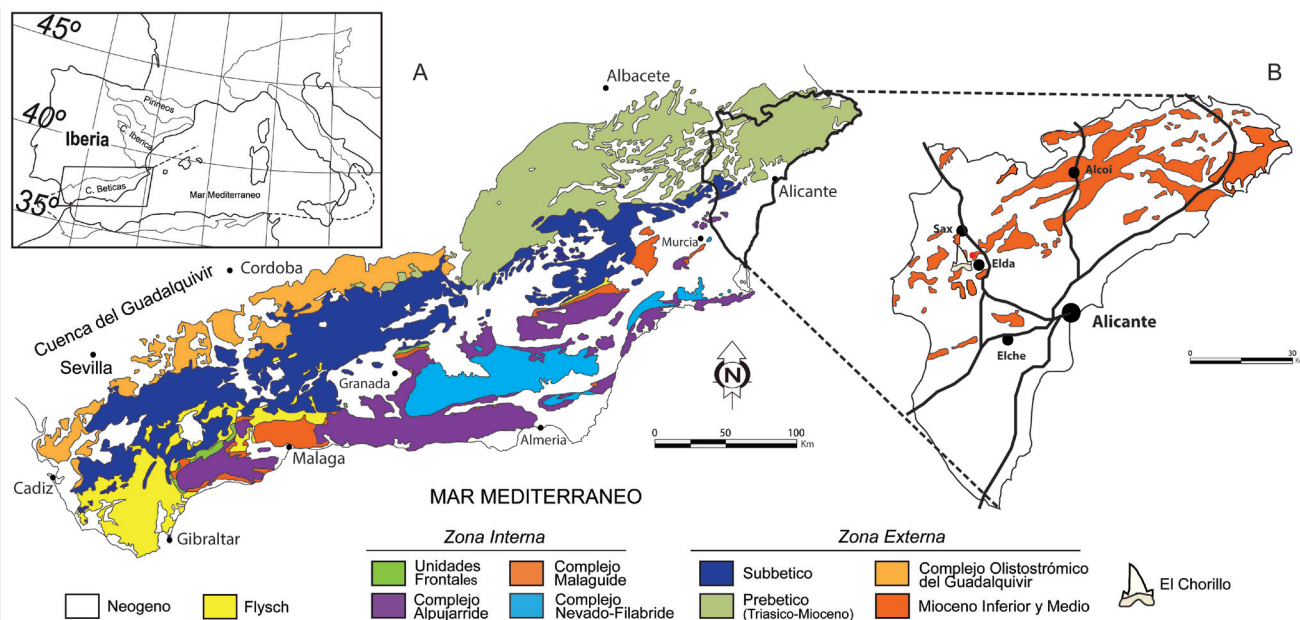 45º
40º
35º
Pirineos
C. Iberica
Iberia
C. Beticas
Mar Mediterraneo
A
B
Albacete
Alicante
Murcia
Cordoba
Cuenca del Guadalquivir
Sevilla
Granada
Almeria
Malaga
Cadiz
Gibraltar
N
0 50 100
Km
MAR MEDITERRANEO
Alcoi
Sax
Elda
Alicante
Elche
0 30
Zona Interna
Zona Externa
Unidades
Frontales
Complejo
Malaguide
Subbetico
Complejo Olistostrómico
del Guadalquivir
El Chorillo
Neogeno
Flysch
Complejo
Alpujarride
Complejo
Nevado-Filabride
Prebetico
(Triasico-Mioceno)
Mioceno Inferior y Medio